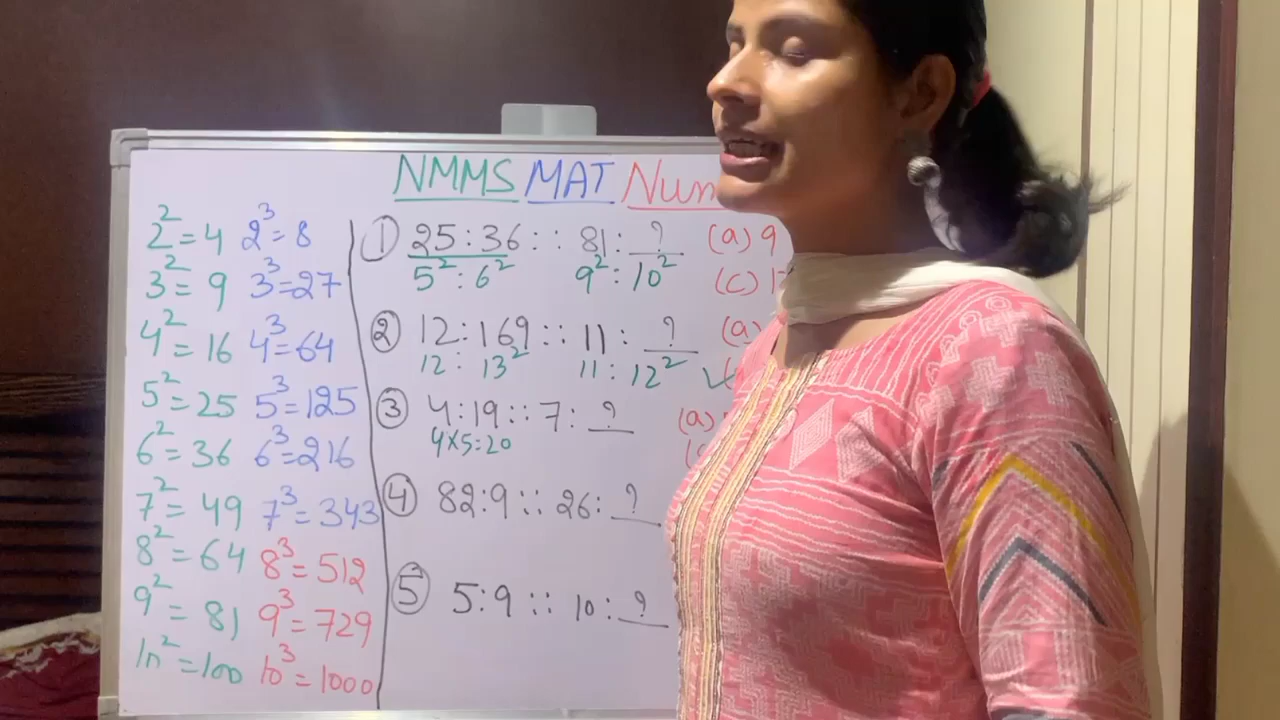 NMMS MAT
2²=4 2³=8
3²=9 3³=27
4²=16 4³=64
5²=25 5³=125
6²=36 6³=216
7²=49 7³=343
8²=64 8³=512
9²=81 9³=729
10²=100 10³=1000
① 25:36:: 81: ? (a) 9
5²:6² 9²:10² (c)
② 12:169:: 11: ? (a)
12: 13² 11: 12² ✓
③ 4:19:: 7: ? (a)
4×5=20
④ 82:9:: 26: ?
⑤ 5:9:: 10: ?